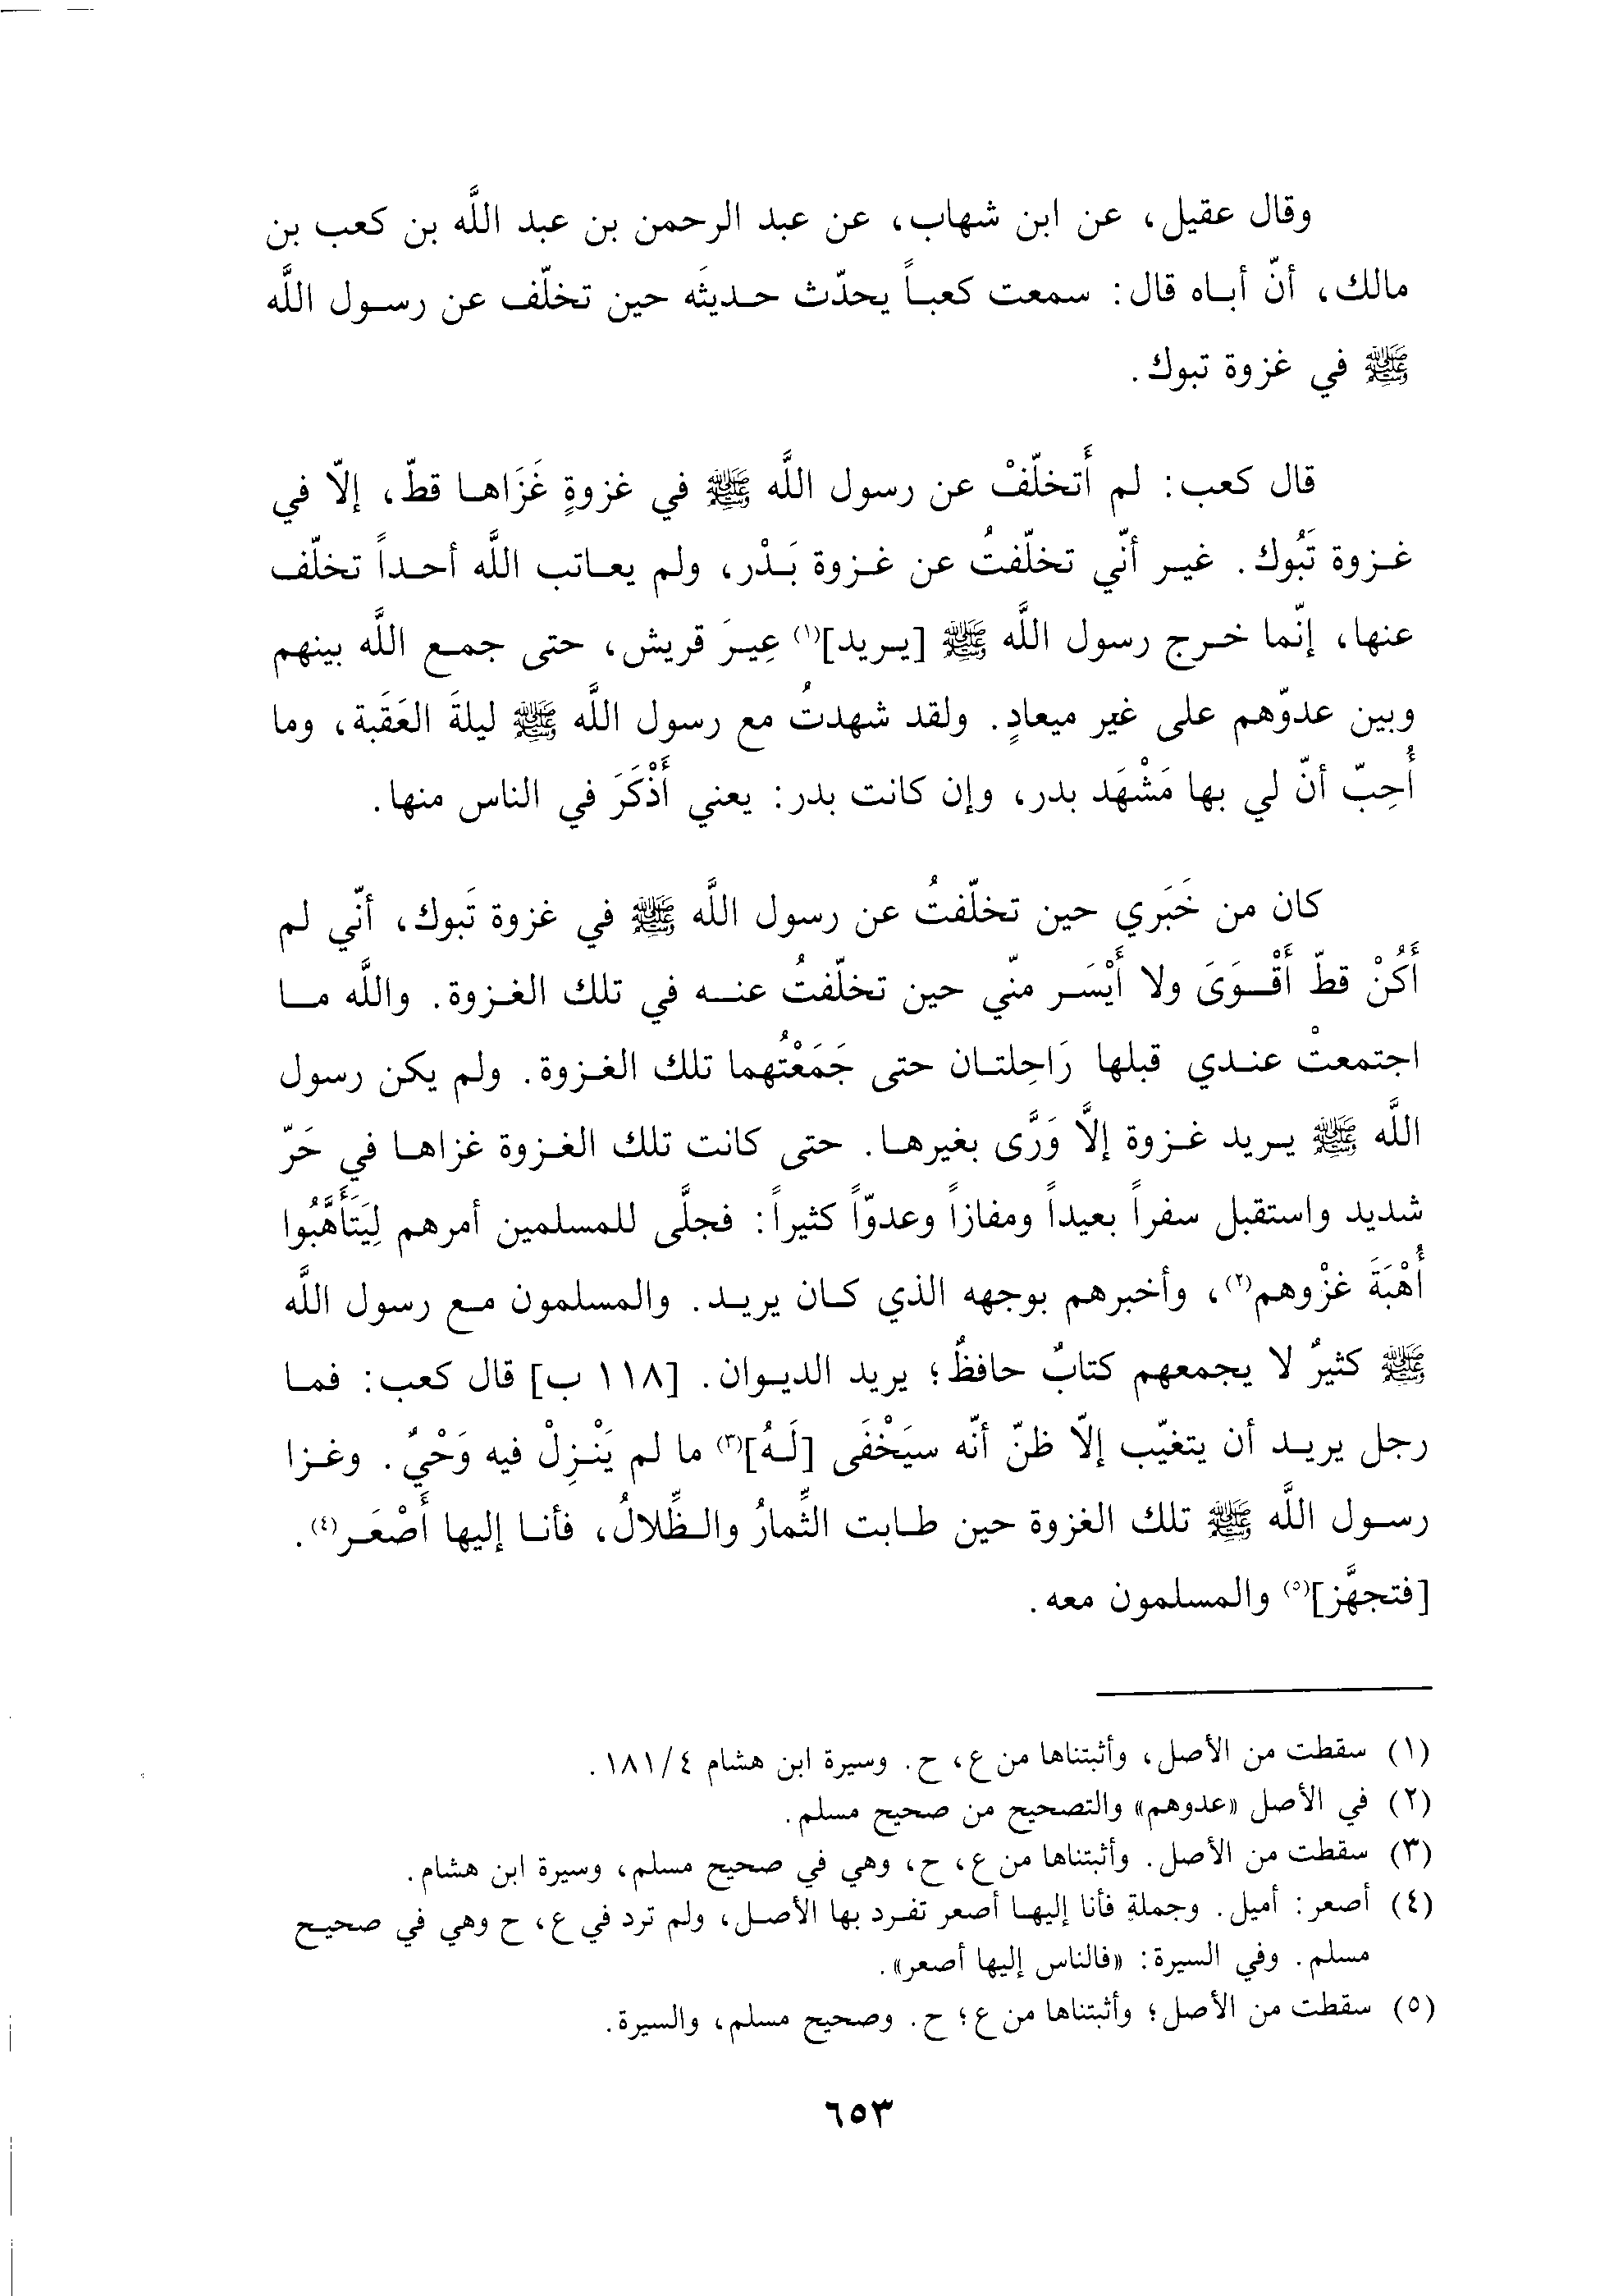 وقال عقيل، عن ابن شهاب، عن عبد الرحمن بن عبد اللَّه بن كعب بن
مالك، أنّ أباه قال: سمعت كعباً يحدّث حديثَه حين تخلّف عن رسول اللَّه
ﷺ في غزوة تبوك.
قال كعب: لم أَتخلّفْ عن رسول اللَّه ﷺ في غزوةٍ غَزَاها قطّ، إلاّ في
غزوة تَبُوك. غير أنّي تخلّفتُ عن غزوة بَدْر، ولم يعاتب اللَّه أحداً تخلّف
عنها، إنّما خرج رسول اللَّه ﷺ [يريد](١) عِيرَ قريش، حتى جمع اللَّه بينهم
وبين عدوّهم على غير ميعادٍ. ولقد شهدتُ مع رسول اللَّه ﷺ ليلةَ العَقَبة، وما
أُحِبّ أنّ لي بها مَشْهَد بدر، وإن كانت بدر: يعني أَذْكَرَ في الناس منها.
كان من خَبَري حين تخلّفتُ عن رسول اللَّه ﷺ في غزوة تَبوك، أنّي لم
أَكُنْ قطّ أَقْوَىَ ولا أَيْسَر منّي حين تخلّفتُ عنه في تلك الغزوة. واللَّه ما
اجتمعتْ عندي قبلها رَاحِلتان حتى جَمَعْتُهما تلك الغزوة. ولم يكن رسول
اللَّه ﷺ يريد غزوة إلاَّ وَرَّى بغيرها. حتى كانت تلك الغزوة غزاها في حَرّ
شديد واستقبل سفراً بعيداً ومفازاً وعدوّاً كثيراً: فجلَّى للمسلمين أمرهم لِيَتَأَهَّبُوا
أُهْبَةَ غزْوهم(٢)، وأخبرهم بوجهه الذي كان يريد. والمسلمون مع رسول اللَّه
ﷺ كثيرٌ لا يجمعهم كتابٌ حافظٌ؛ يريد الديوان. [١١٨ ب] قال كعب: فما
رجل يريد أن يتغيّب إلاّ ظنّ أنّه سيَخْفَى [لَهُ](٣) ما لم يَنْزِلْ فيه وَحْيٌ. وغزا
رسول اللَّه ﷺ تلك الغزوة حين طابت الثِّمارُ والظِّلالُ، فأنا إليها أَصْعَر(٤).
[فتجهَّز](٥) والمسلمون معه.
(١) سقطت من الأصل، وأثبتناها من ع، ح. وسيرة ابن هشام ٤/١٨١.
(٢) في الأصل «عدوهم» والتصحيح من صحيح مسلم.
(٣) سقطت من الأصل. وأثبتناها من ع، ح، وهي في صحيح مسلم، وسيرة ابن هشام.
(٤) أصعر: أميل. وجملةِ فأنا إليها أصعر تفرد بها الأصل، ولم ترد في ع، ح وهي في صحيح
مسلم. وفي السيرة: «فالناس إليها أصعر».
(٥) سقطت من الأصل؛ وأثبتناها من ع؛ ح. وصحيح مسلم، والسيرة.
٦٥٣